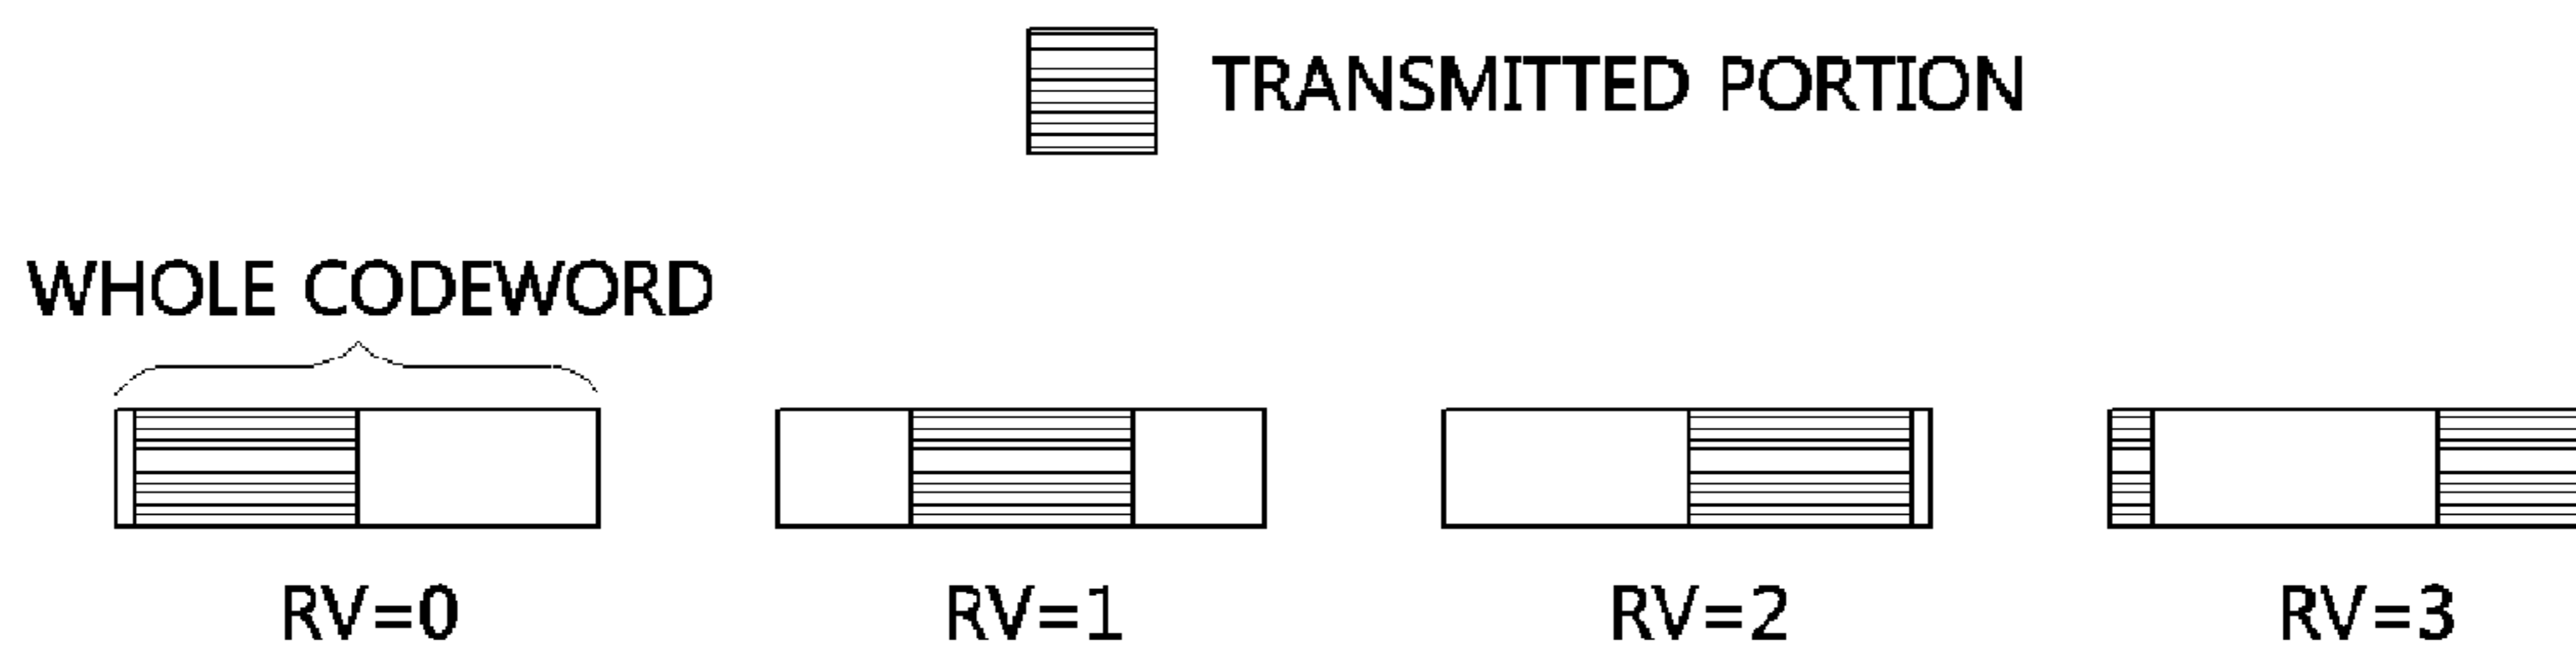 TRANSMITTED PORTION
WHOLE CODEWORD
RV=0
RV=1
RV=2
RV=3